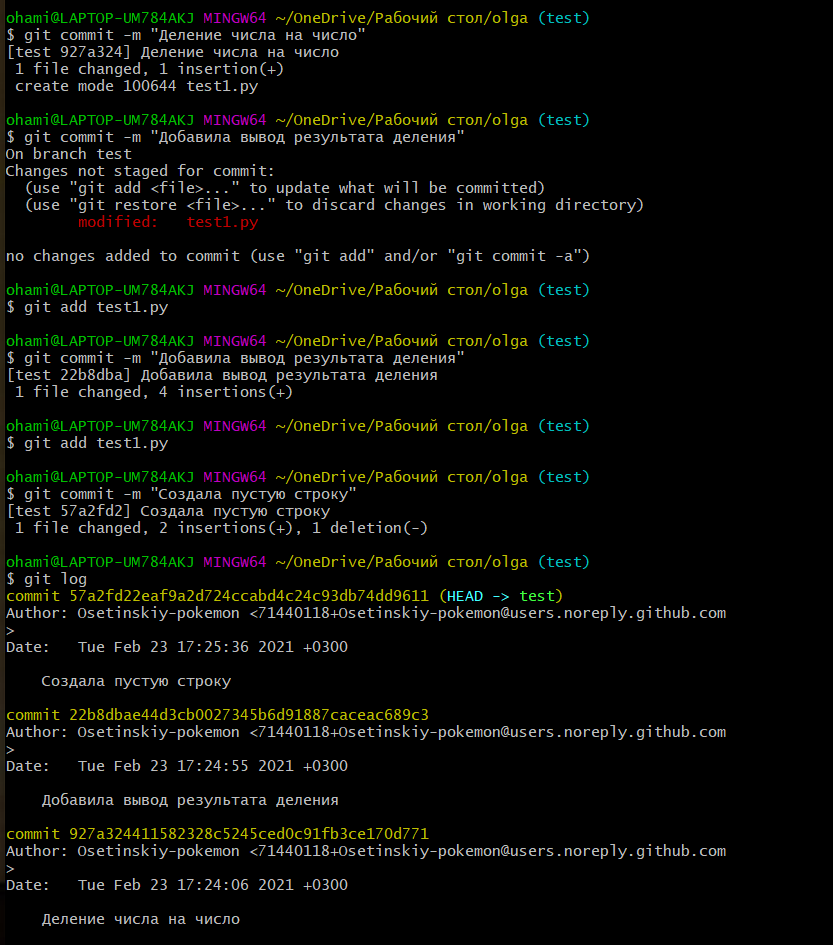 ohami@LAPTOP-UM784AKJ MINGW64 ~/OneDrive/Рабочий стол/olga (test)
$ git commit -m "Деление числа на число"
[test 927a324] Деление числа на число
 1 file changed, 1 insertion(+)
 create mode 100644 test1.py

ohami@LAPTOP-UM784AKJ MINGW64 ~/OneDrive/Рабочий стол/olga (test)
$ git commit -m "Добавила вывод результата деления"
On branch test
Changes not staged for commit:
  (use "git add <file>..." to update what will be committed)
  (use "git restore <file>..." to discard changes in working directory)
        modified:   test1.py

no changes added to commit (use "git add" and/or "git commit -a")

ohami@LAPTOP-UM784AKJ MINGW64 ~/OneDrive/Рабочий стол/olga (test)
$ git add test1.py

ohami@LAPTOP-UM784AKJ MINGW64 ~/OneDrive/Рабочий стол/olga (test)
$ git commit -m "Добавила вывод результата деления"
[test 22b8dba] Добавила вывод результата деления
 1 file changed, 4 insertions(+)

ohami@LAPTOP-UM784AKJ MINGW64 ~/OneDrive/Рабочий стол/olga (test)
$ git add test1.py

ohami@LAPTOP-UM784AKJ MINGW64 ~/OneDrive/Рабочий стол/olga (test)
$ git commit -m "Создала пустую строку"
[test 57a2fd2] Создала пустую строку
 1 file changed, 2 insertions(+), 1 deletion(-)

ohami@LAPTOP-UM784AKJ MINGW64 ~/OneDrive/Рабочий стол/olga (test)
$ git log
commit 57a2fd22eaf9a2d724ccabd4c24c93db74dd9611 (HEAD -> test)
Author: Osetinskiy-pokemon <71440118+Osetinskiy-pokemon@users.noreply.github.com
>
Date:   Tue Feb 23 17:25:36 2021 +0300

    Создала пустую строку

commit 22b8dbae44d3cb0027345b6d91887caceac689c3
Author: Osetinskiy-pokemon <71440118+Osetinskiy-pokemon@users.noreply.github.com
>
Date:   Tue Feb 23 17:24:55 2021 +0300

    Добавила вывод результата деления

commit 927a324411582328c5245ced0c91fb3ce170d771
Author: Osetinskiy-pokemon <71440118+Osetinskiy-pokemon@users.noreply.github.com
>
Date:   Tue Feb 23 17:24:06 2021 +0300

    Деление числа на число